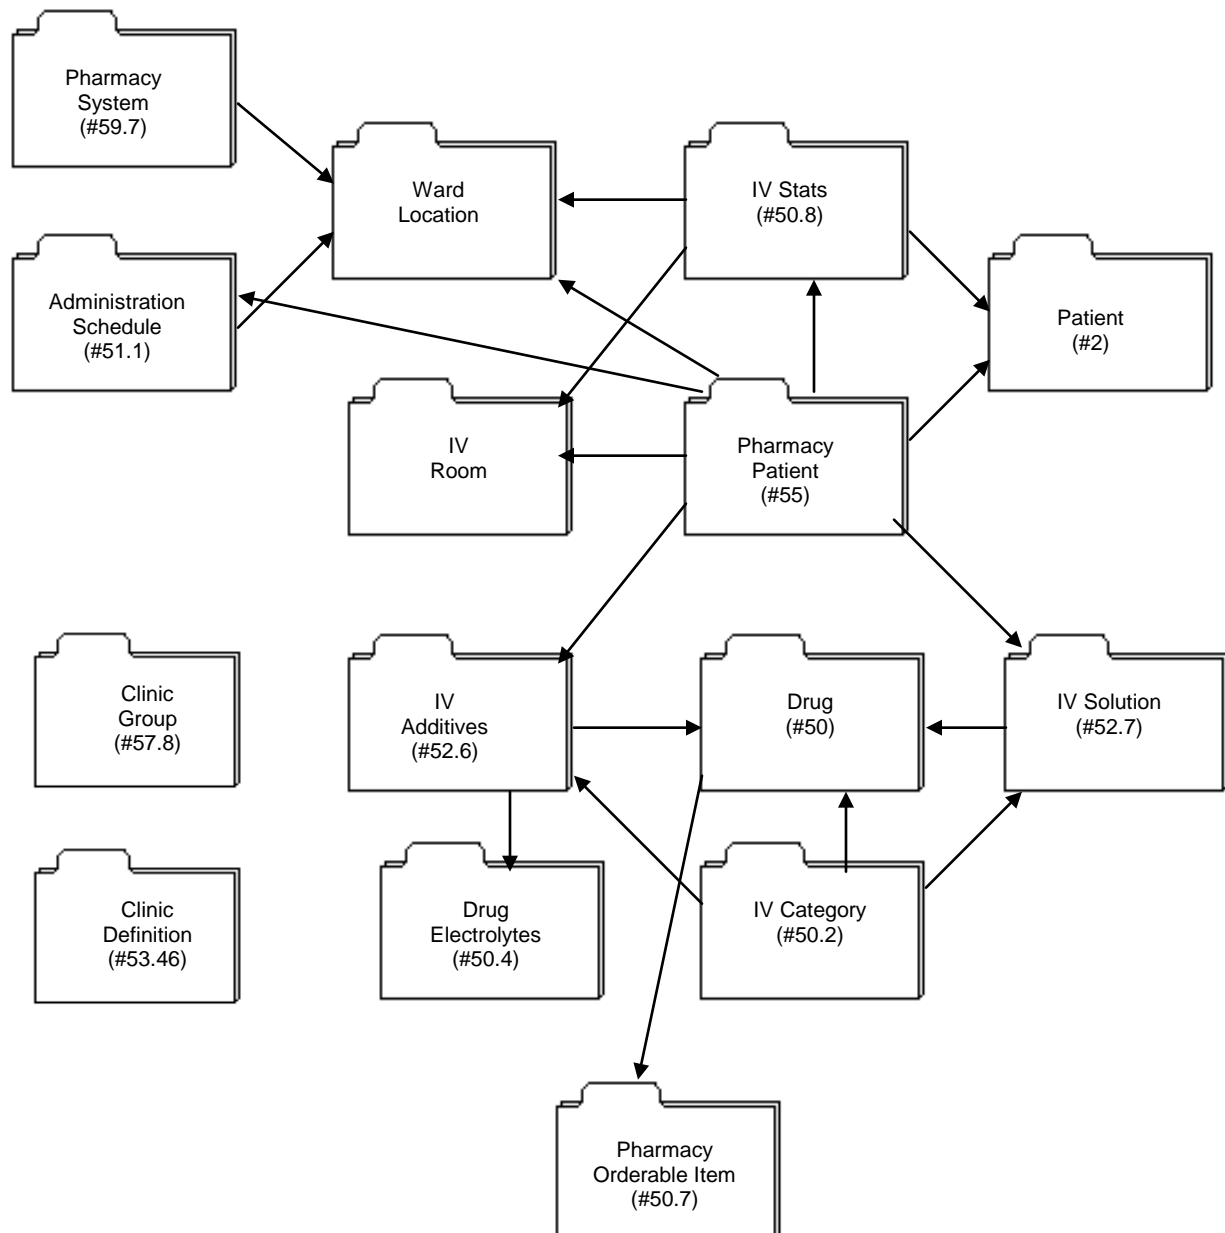 Pharmacy
System
(#59.7)
Ward
Location
IV Stats
(#50.8)
Administration
Schedule
(#51.1)
Patient
(#2)
IV
Room
Pharmacy
Patient
(#55)
Clinic
Group
(#57.8)
IV
Additives
(#52.6)
Drug
(#50)
IV Solution
(#52.7)
Clinic
Definition
(#53.46)
Drug
Electrolytes
(#50.4)
IV Category
(#50.2)
Pharmacy
Orderable Item
(#50.7)